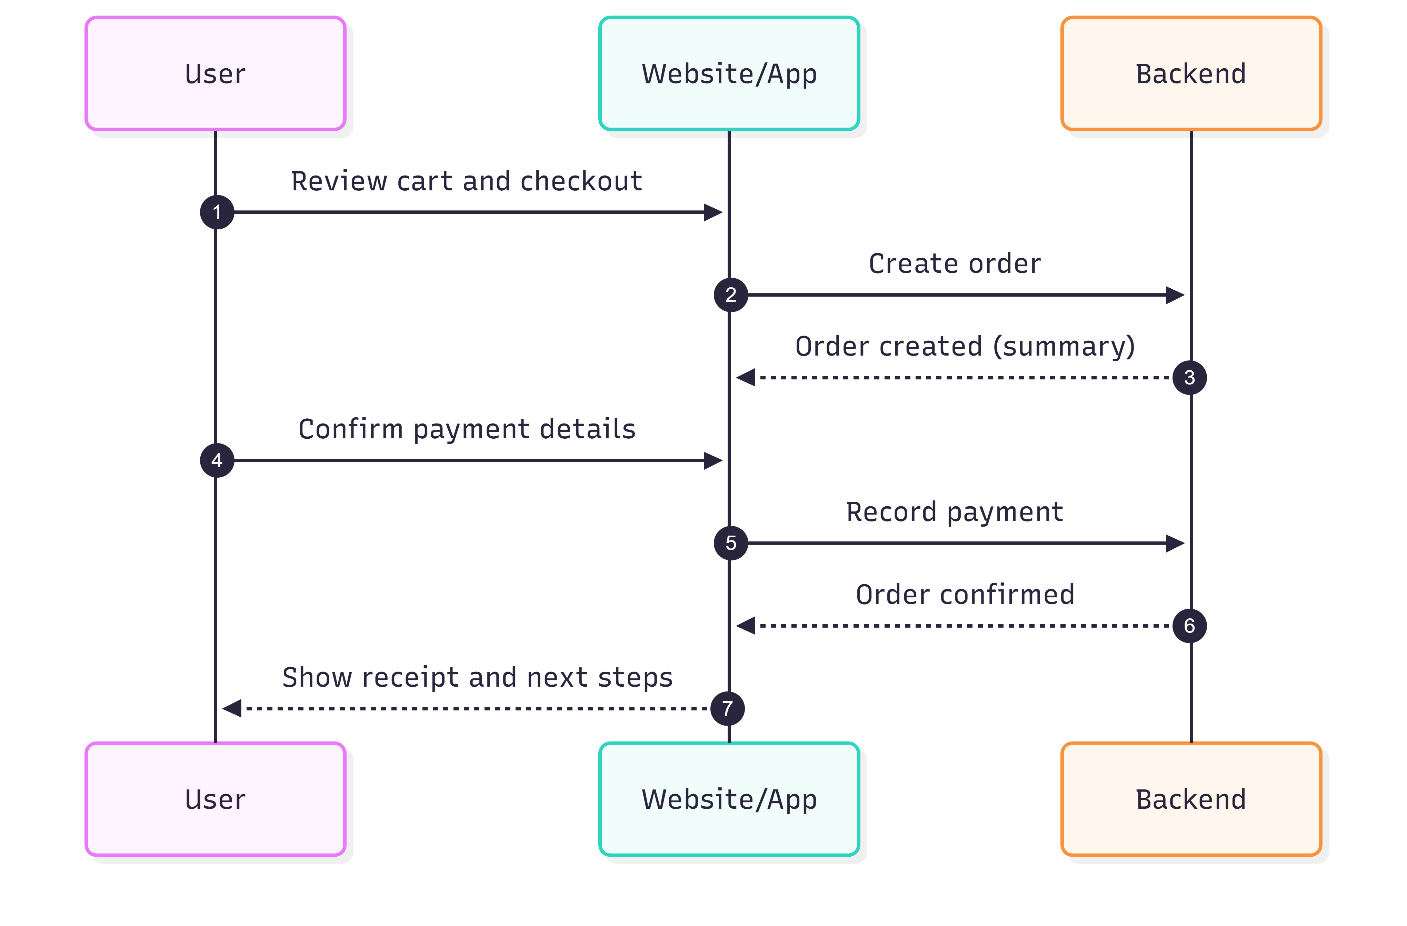 User
Website/App
Backend
Review cart and checkout
1
Create order
2
Order created (summary)
3
Confirm payment details
4
Record payment
5
Order confirmed
6
Show receipt and next steps
7
User
Website/App
Backend